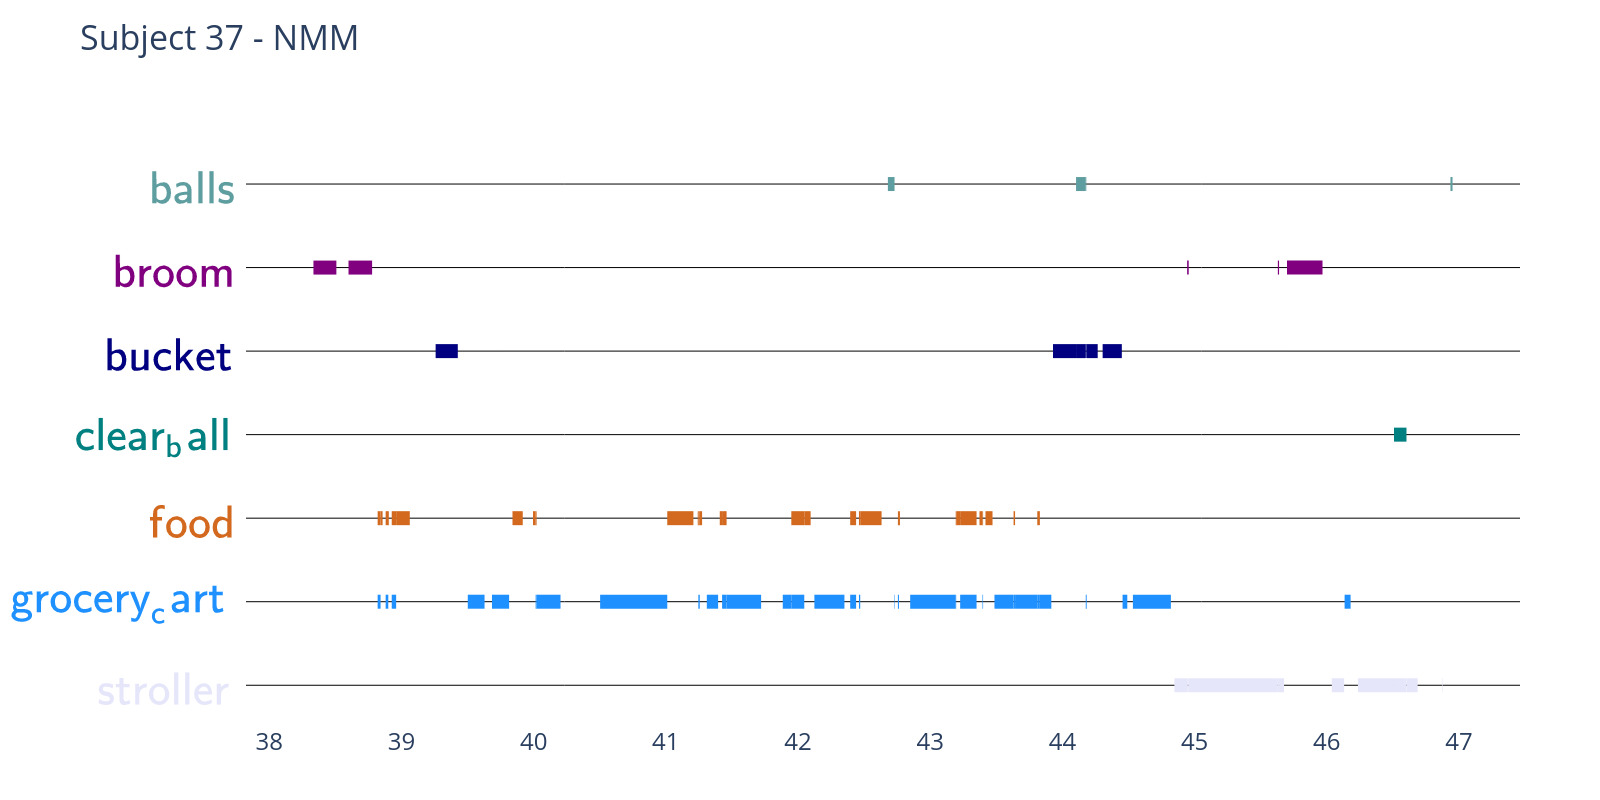 Subject 37 - NMM
balls
broom
bucket
clear_ball
food
grocery_cart
stroller
38 39 40 41 42 43 44 45 46 47